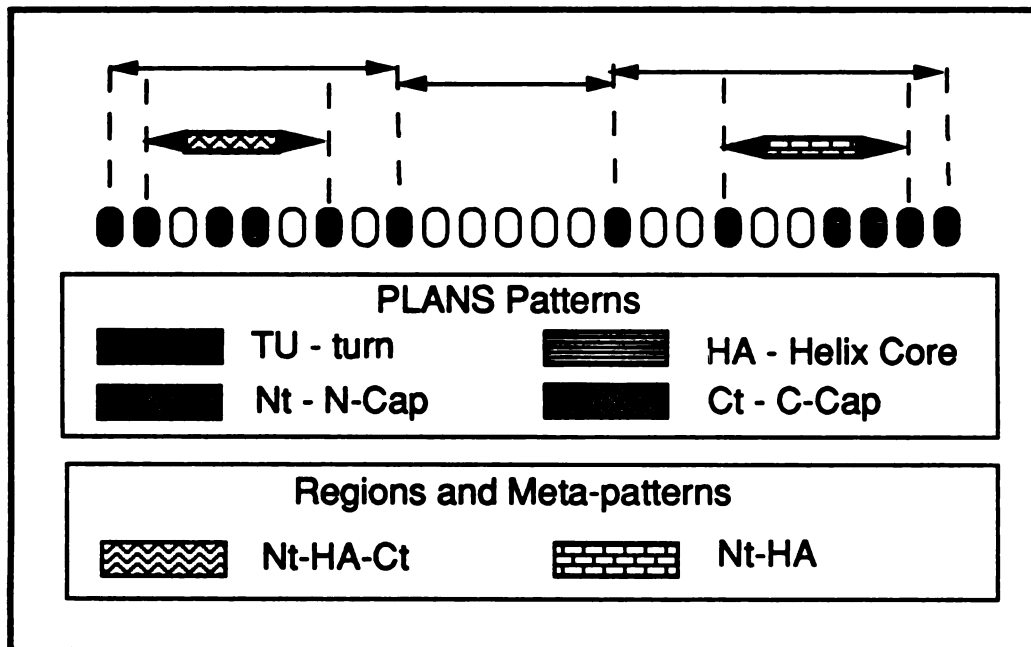 PLANS Patterns
TU - turn
HA - Helix Core
Nt - N-Cap
Ct - C-Cap
Regions and Meta-patterns
Nt-HA-Ct
Nt-HA